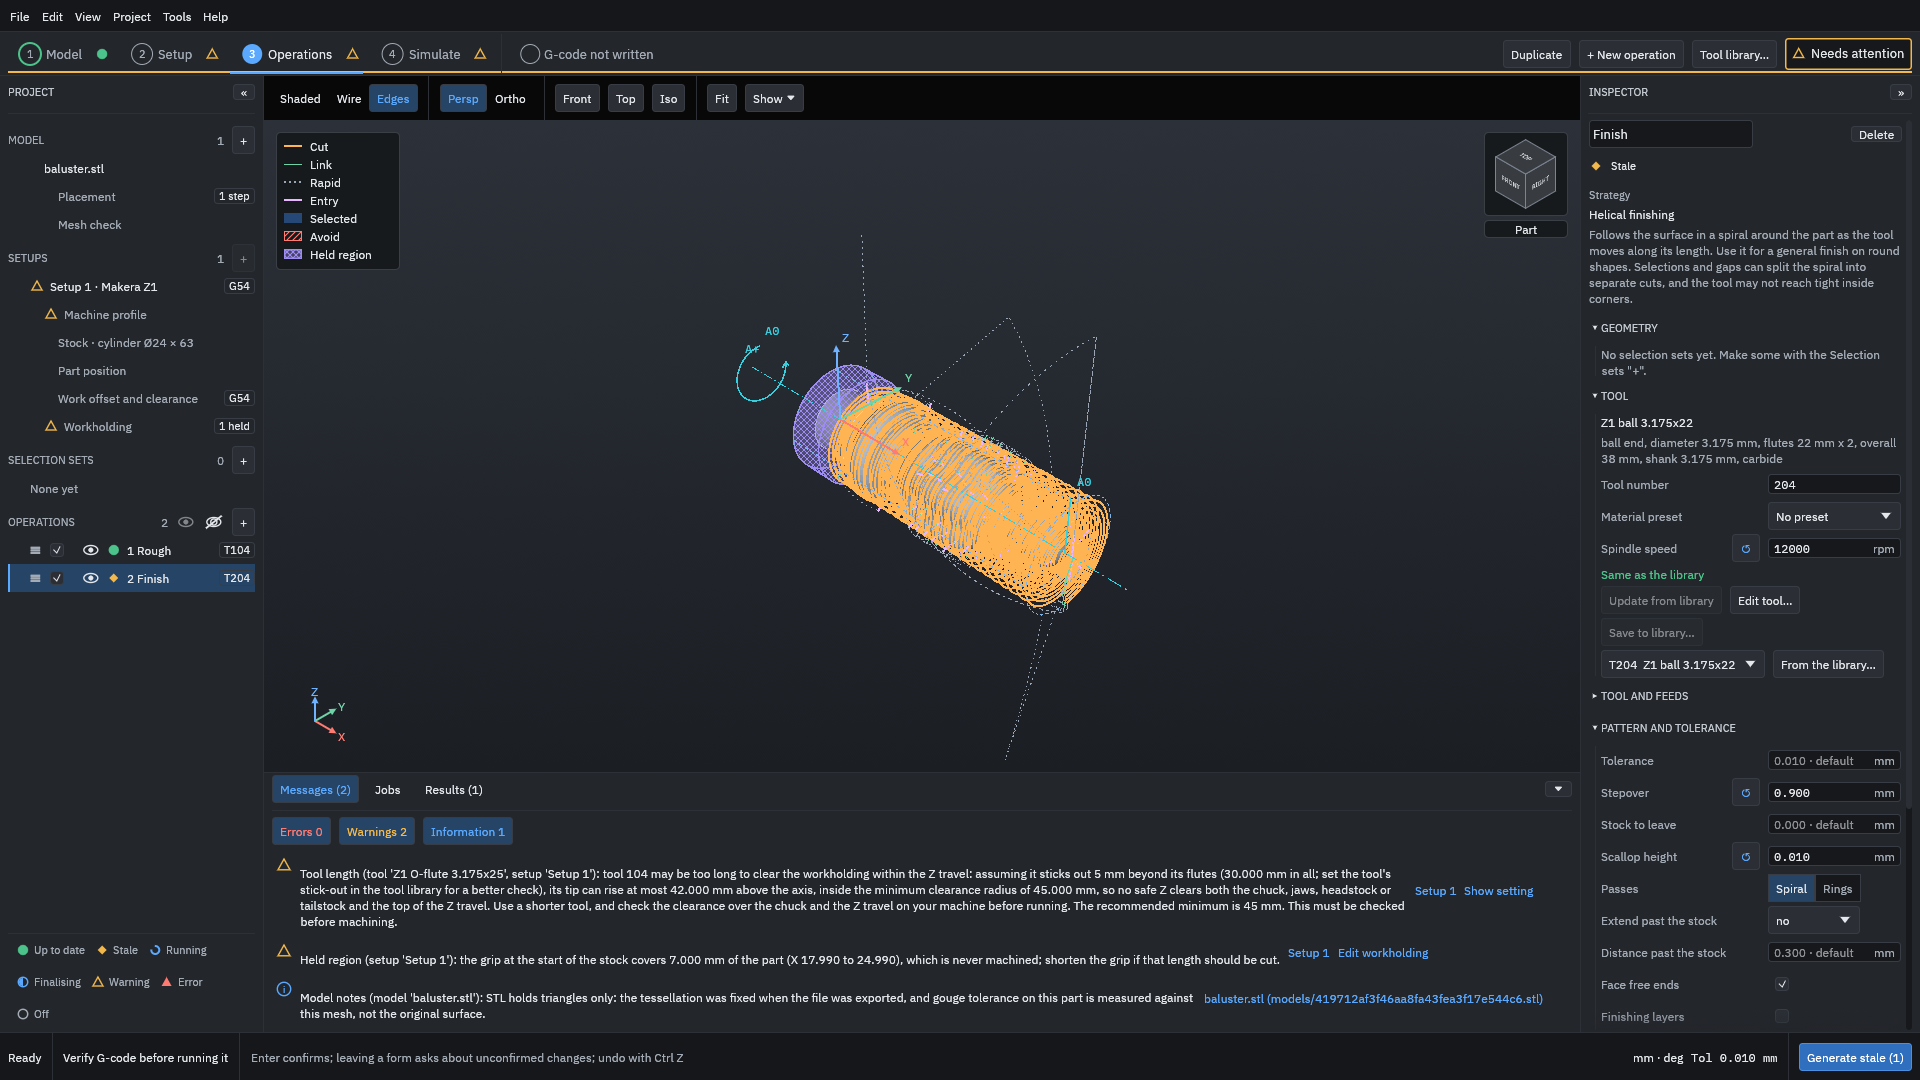 File Edit View Project Tools Help
1 Model 2 Setup 3 Operations 4 Simulate G-code not written
Duplicate + New operation Tool library... Needs attention
PROJECT «
MODEL 1 +
baluster.stl
Placement 1 step
Mesh check
SETUPS 1 +
Setup 1 · Makera Z1 G54
Machine profile
Stock · cylinder Ø24 × 63
Part position
Work offset and clearance G54
Workholding 1 held
SELECTION SETS 0 +
None yet
OPERATIONS 2 +
1 Rough T104
2 Finish T204
Up to date Stale Running
Finalising Warning Error
Off
Shaded Wire Edges Persp Ortho Front Top Iso Fit Show
Cut
Link
Rapid
Entry
Selected
Avoid
Held region
TOP
FRONT RIGHT
Part
A0
A+
Z
Y
X
A0
Z
Y
X
Messages (2) Jobs Results (1)
Errors 0 Warnings 2 Information 1
Tool length (tool 'Z1 O-flute 3.175x25', setup 'Setup 1'): tool 104 may be too long to clear the workholding within the Z travel: assuming it sticks out 5 mm beyond its flutes (30.000 mm in all; set the tool's
stick-out in the tool library for a better check), its tip can rise at most 42.000 mm above the axis, inside the minimum clearance radius of 45.000 mm, so no safe Z clears both the chuck, jaws, headstock or
tailstock and the top of the Z travel. Use a shorter tool, and check the clearance over the chuck and the Z travel on your machine before running. The recommended minimum is 45 mm. This must be checked
before machining.
Setup 1 Show setting
Held region (setup 'Setup 1'): the grip at the start of the stock covers 7.000 mm of the part (X 17.990 to 24.990), which is never machined; shorten the grip if that length should be cut.
Setup 1 Edit workholding
Model notes (model 'baluster.stl'): STL holds triangles only: the tessellation was fixed when the file was exported, and gouge tolerance on this part is measured against
this mesh, not the original surface.
baluster.stl (models/419712af3f46aa8fa43fea3f17e544c6.stl)
INSPECTOR »
Finish Delete
Stale
Strategy
Helical finishing
Follows the surface in a spiral around the part as the tool
moves along its length. Use it for a general finish on round
shapes. Selections and gaps can split the spiral into
separate cuts, and the tool may not reach tight inside
corners.
GEOMETRY
No selection sets yet. Make some with the Selection
sets "+".
TOOL
Z1 ball 3.175x22
ball end, diameter 3.175 mm, flutes 22 mm x 2, overall
38 mm, shank 3.175 mm, carbide
Tool number 204
Material preset No preset
Spindle speed 12000 rpm
Same as the library
Update from library Edit tool...
Save to library...
T204 Z1 ball 3.175x22 From the library...
TOOL AND FEEDS
PATTERN AND TOLERANCE
Tolerance 0.010 · default mm
Stepover 0.900 mm
Stock to leave 0.000 · default mm
Scallop height 0.010 mm
Passes Spiral Rings
Extend past the stock no
Distance past the stock 0.300 · default mm
Face free ends
Finishing layers
Ready Verify G-code before running it Enter confirms; leaving a form asks about unconfirmed changes; undo with Ctrl Z mm · deg Tol 0.010 mm Generate stale (1)